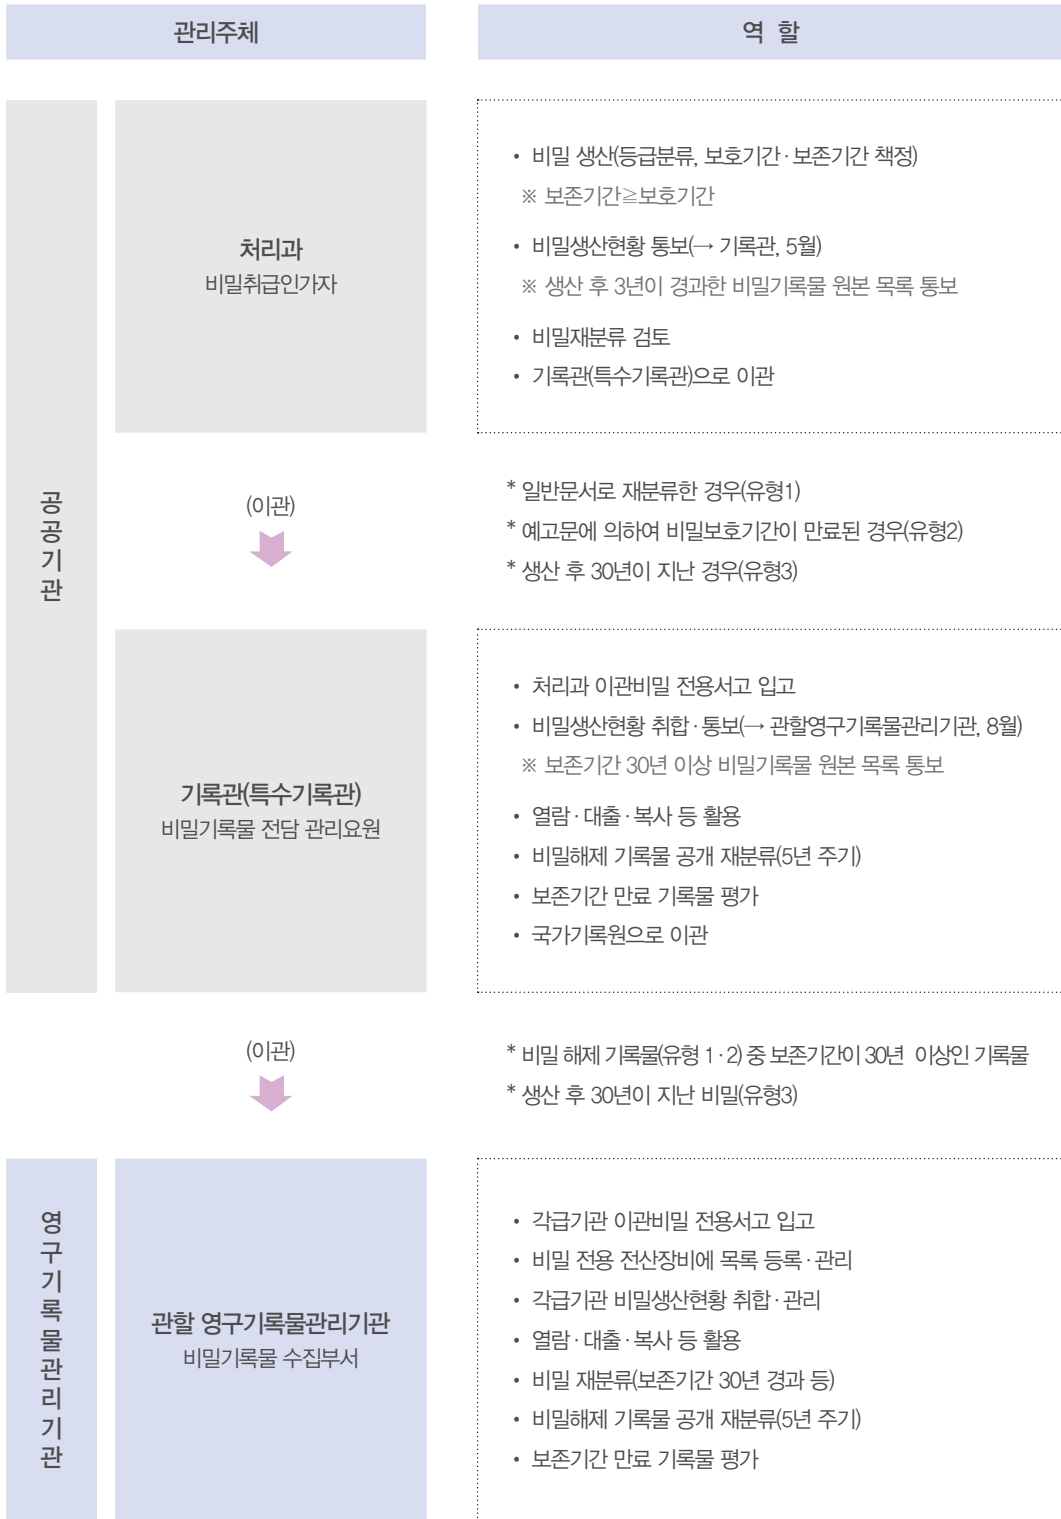 관리주체
역 할
공공기관
처리과
비밀취급인가자
• 비밀 생산(등급분류, 보호기간·보존기간 책정)
※ 보존기간≧보호기간
• 비밀생산현황 통보(→ 기록관, 5월)
※ 생산 후 3년이 경과한 비밀기록물 원본 목록 통보
• 비밀재분류 검토
• 기록관(특수기록관)으로 이관
(이관)
* 일반문서로 재분류한 경우(유형1)
* 예고문에 의하여 비밀보호기간이 만료된 경우(유형2)
* 생산 후 30년이 지난 경우(유형3)
기록관(특수기록관)
비밀기록물 전담 관리요원
• 처리과 이관비밀 전용서고 입고
• 비밀생산현황 취합·통보(→ 관할영구기록물관리기관, 8월)
※ 보존기간 30년 이상 비밀기록물 원본 목록 통보
• 열람·대출·복사 등 활용
• 비밀해제 기록물 공개 재분류(5년 주기)
• 보존기간 만료 기록물 평가
• 국가기록원으로 이관
(이관)
* 비밀 해제 기록물(유형 1·2) 중 보존기간이 30년 이상인 기록물
* 생산 후 30년이 지난 비밀(유형3)
영구기록물관리기관
관할 영구기록물관리기관
비밀기록물 수집부서
• 각급기관 이관비밀 전용서고 입고
• 비밀 전용 전산장비에 목록 등록·관리
• 각급기관 비밀생산현황 취합·관리
• 열람·대출·복사 등 활용
• 비밀 재분류(보존기간 30년 경과 등)
• 비밀해제 기록물 공개 재분류(5년 주기)
• 보존기간 만료 기록물 평가